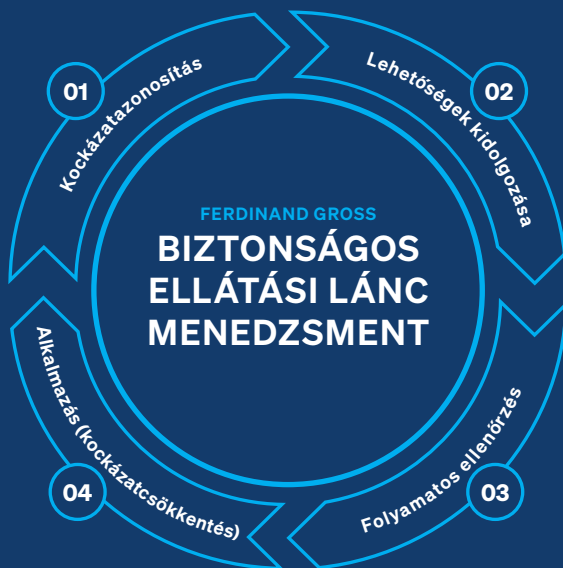 01
Kockázatazonosítás
02
Lehetőségek kidolgozása
FERDINAND GROSS
BIZTONSÁGOS
ELLÁTÁSI LÁNC
MENEDZSMENT
03
Folyamatos ellenőrzés
04
Alkalmazás (kockázatcsökkentés)